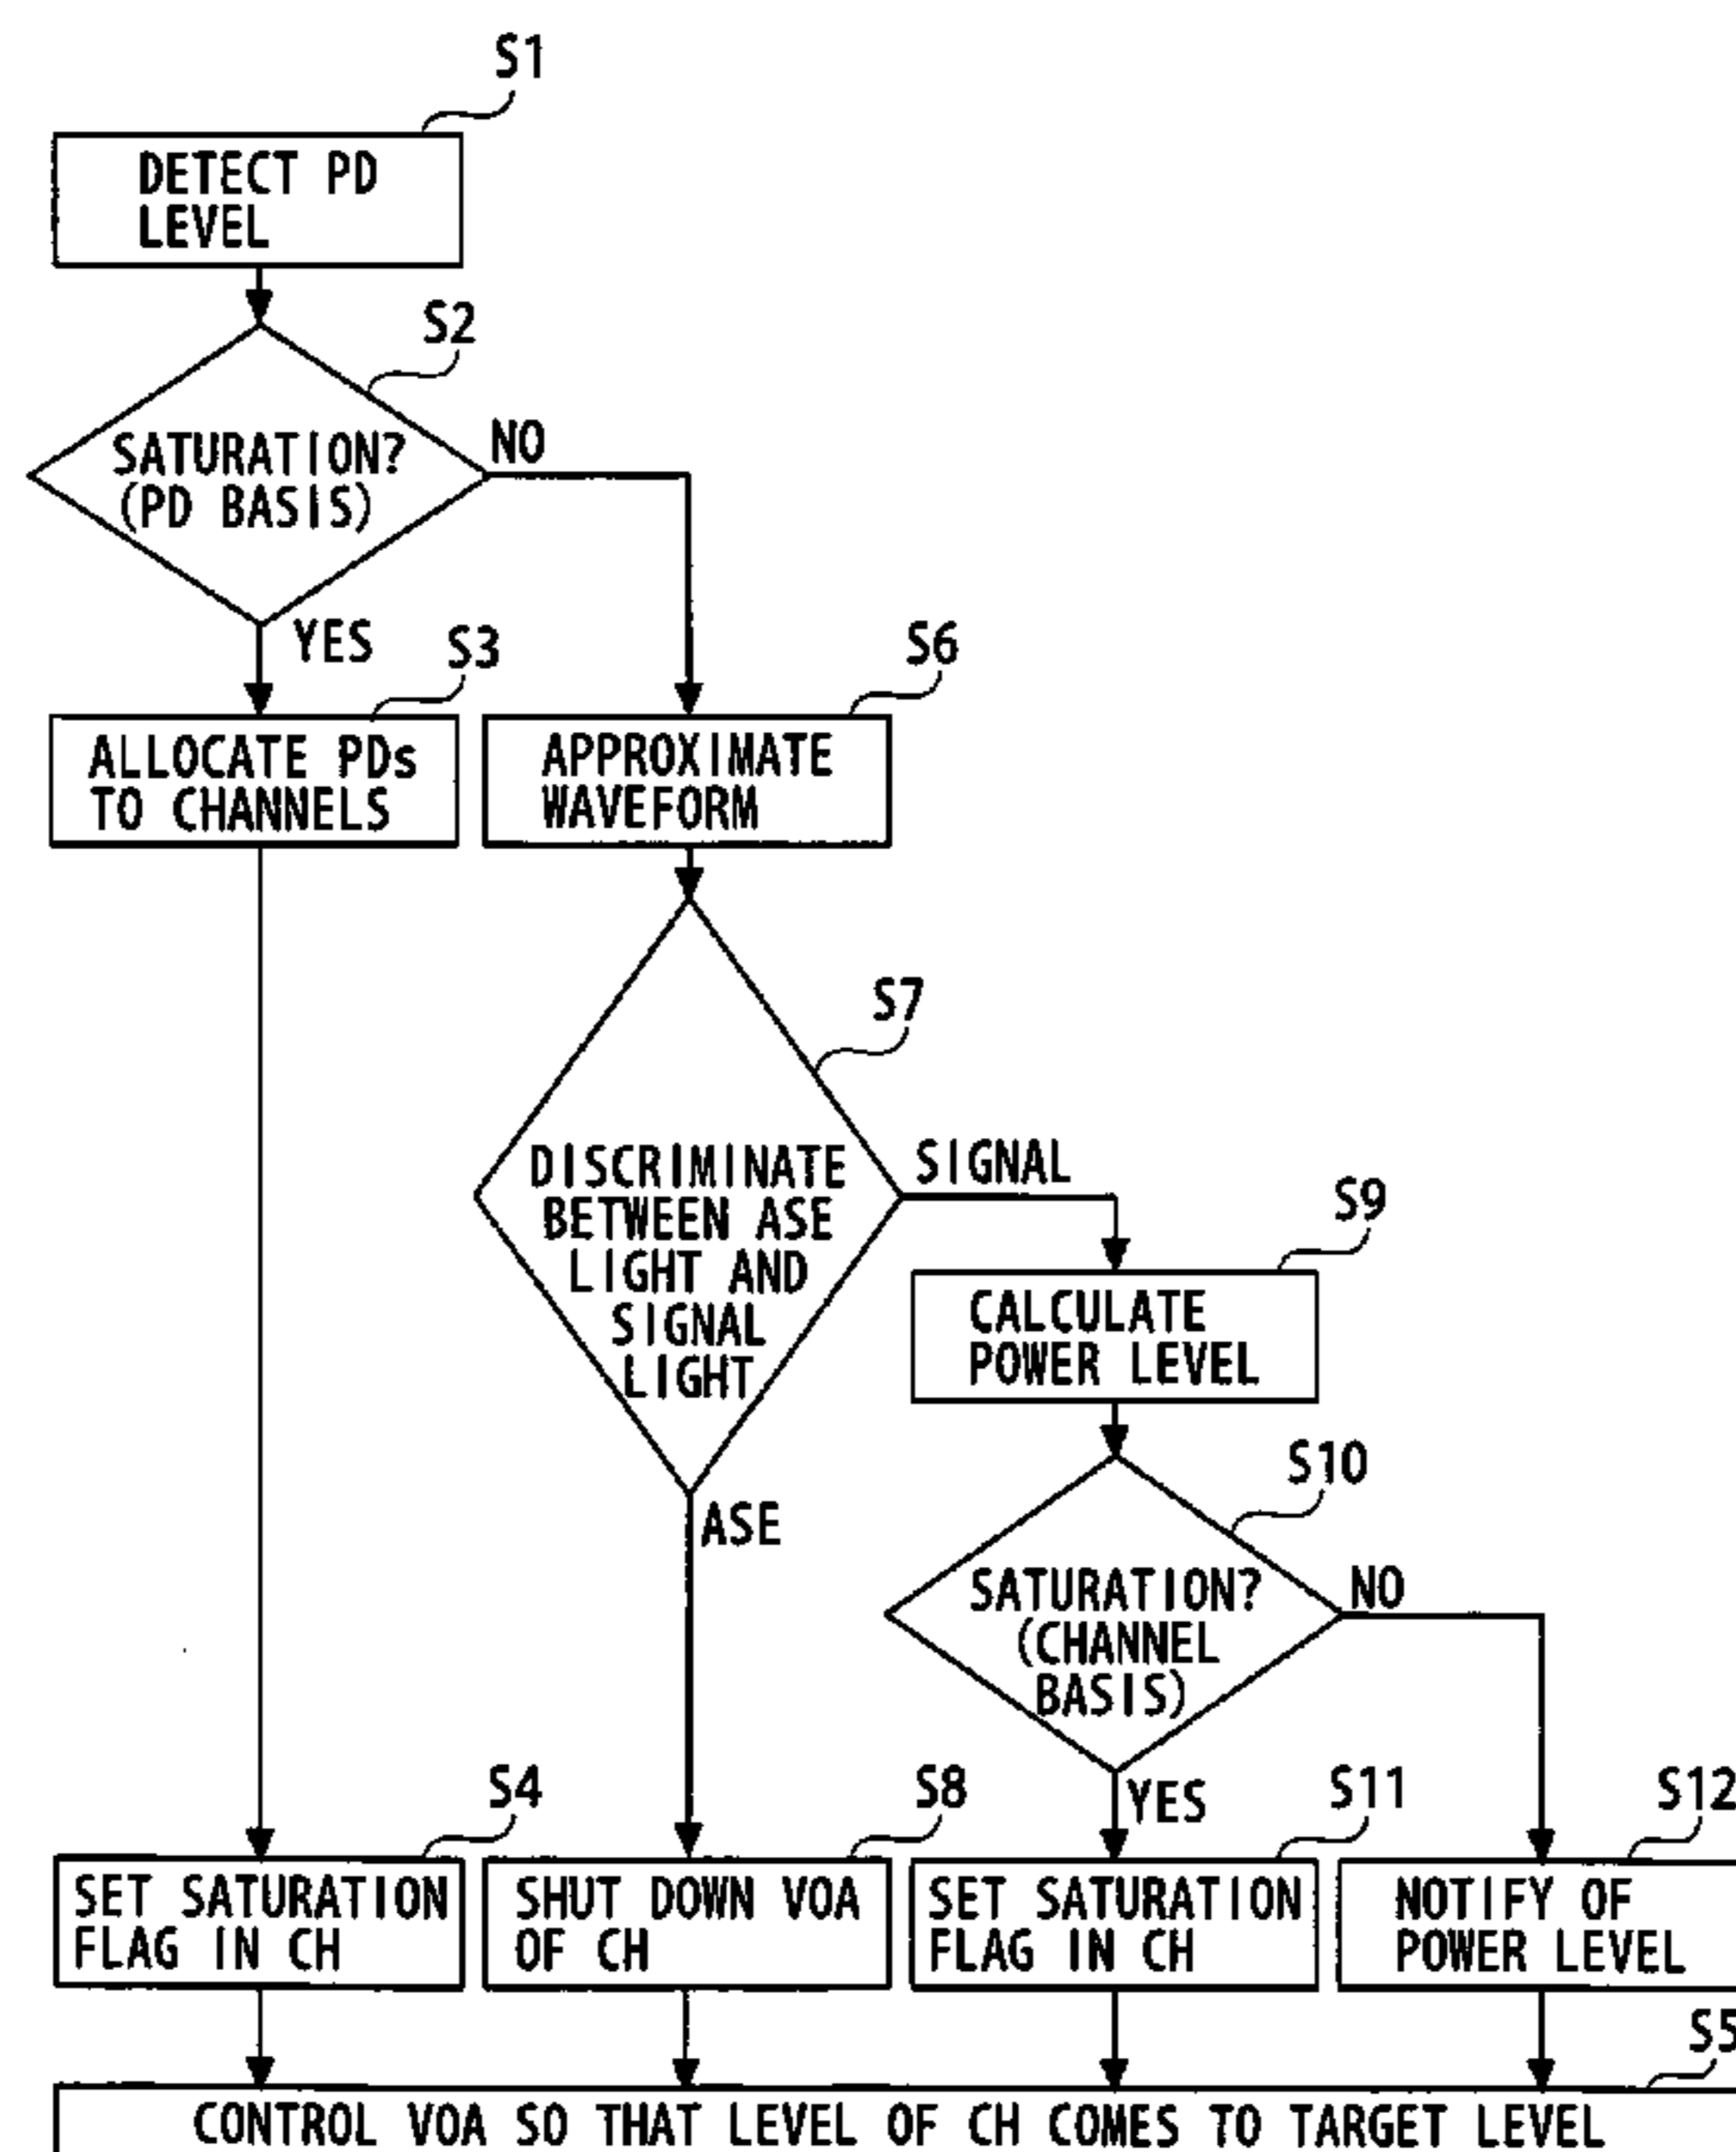 S1
DETECT PD
LEVEL
S2
SATURATION?
(PD BASIS)
NO
YES
S3
S6
ALLOCATE PDs
TO CHANNELS
APPROXIMATE
WAVEFORM
S7
DISCRIMINATE
BETWEEN ASE
LIGHT AND
SIGNAL
LIGHT
SIGNAL
S9
CALCULATE
POWER LEVEL
ASE
S10
SATURATION?
(CHANNEL
BASIS)
NO
YES
S4
S8
S11
S12
SET SATURATION
FLAG IN CH
SHUT DOWN VOA
OF CH
SET SATURATION
FLAG IN CH
NOTIFY OF
POWER LEVEL
S5
CONTROL VOA SO THAT LEVEL OF CH COMES TO TARGET LEVEL